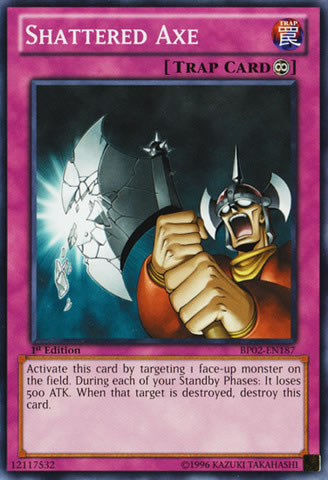 SHATTERED AXE
TRAP
罠
[TRAP CARD∞]
1st Edition
BP02-EN187
Activate this card by targeting 1 face-up monster on
the field. During each of your Standby Phases: It loses
500 ATK. When that target is destroyed, destroy this
card.
12117532
©1996 KAZUKI TAKAHASHI